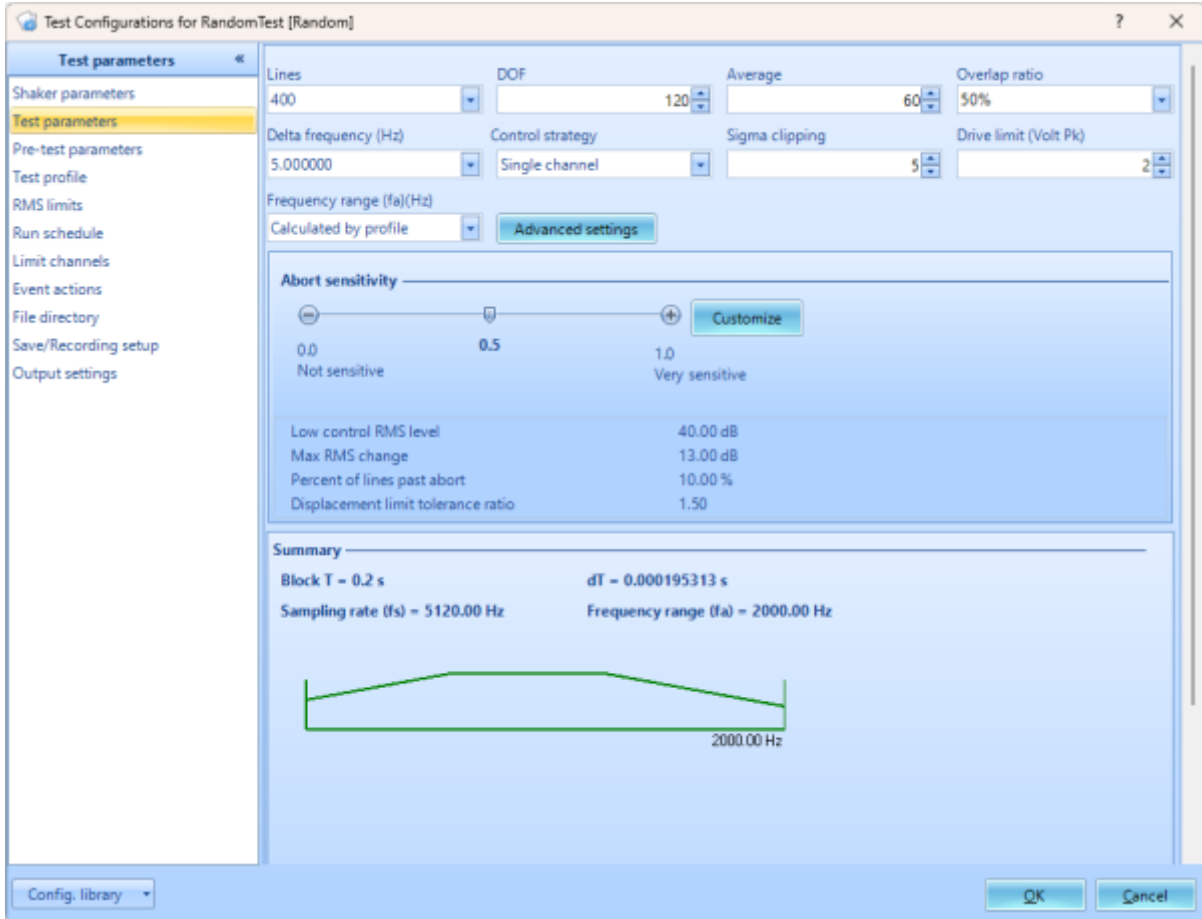 Test Configurations for RandomTest [Random] ? ×
Test parameters «
Shaker parameters
Test parameters
Pre-test parameters
Test profile
RMS limits
Run schedule
Limit channels
Event actions
File directory
Save/Recording setup
Output settings
Lines DOF Average Overlap ratio
400 120 60 50%
Delta frequency (Hz) Control strategy Sigma clipping Drive limit (Volt Pk)
5.000000 Single channel 5 2
Frequency range (fa)(Hz)
Calculated by profile Advanced settings
Abort sensitivity
Customize
0.0 0.5 1.0
Not sensitive Very sensitive
Low control RMS level 40.00 dB
Max RMS change 13.00 dB
Percent of lines past abort 10.00 %
Displacement limit tolerance ratio 1.50
Summary
Block T = 0.2 s dT = 0.000195313 s
Sampling rate (fs) = 5120.00 Hz Frequency range (fa) = 2000.00 Hz
2000.00 Hz
Config. library OK Cancel